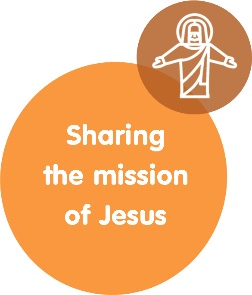 Sharing
the mission
of Jesus